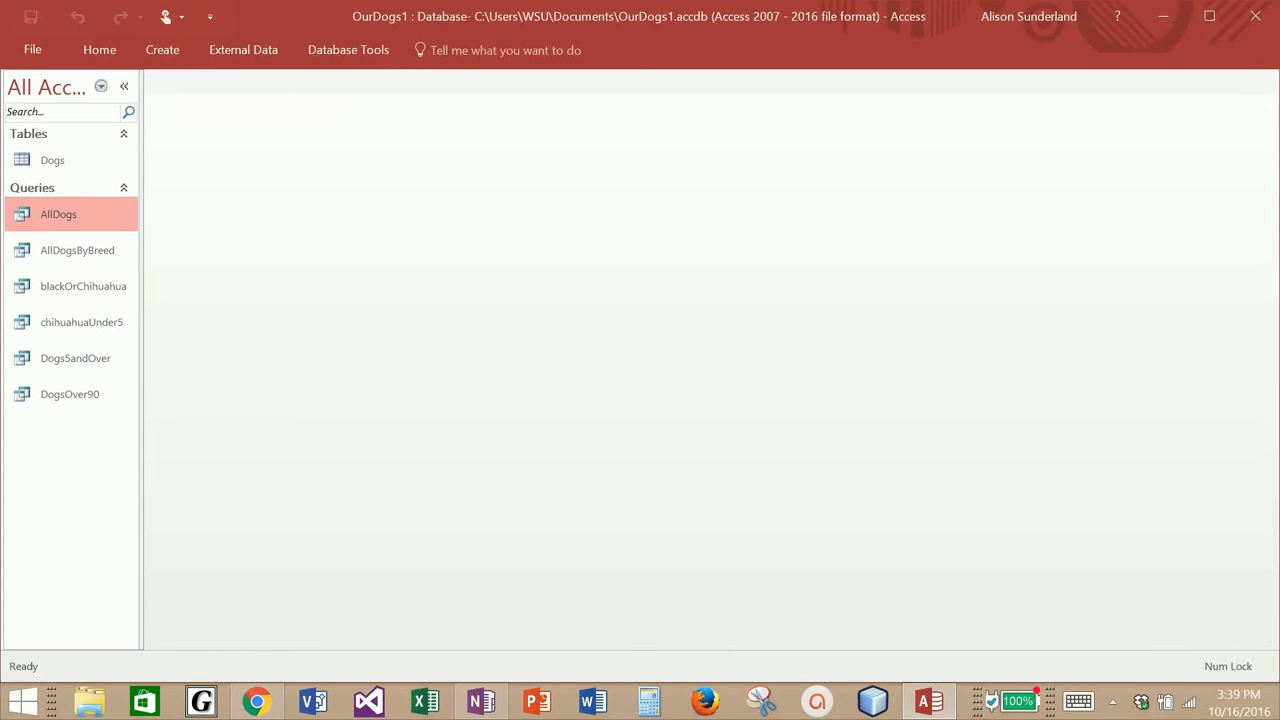 OurDogs1 : Database- C:\Users\WSU\Documents\OurDogs1.accdb (Access 2007 - 2016 file format) - Access
Alison Sunderland
?
File
Home
Create
External Data
Database Tools
Tell me what you want to do
All Acc...
Search...
Tables
Dogs
Queries
AllDogs
AllDogsByBreed
blackOrChihuahua
chihuahuaUnder5
Dogs5andOver
DogsOver90
Ready
Num Lock
G
100%
3:39 PM
10/16/2016